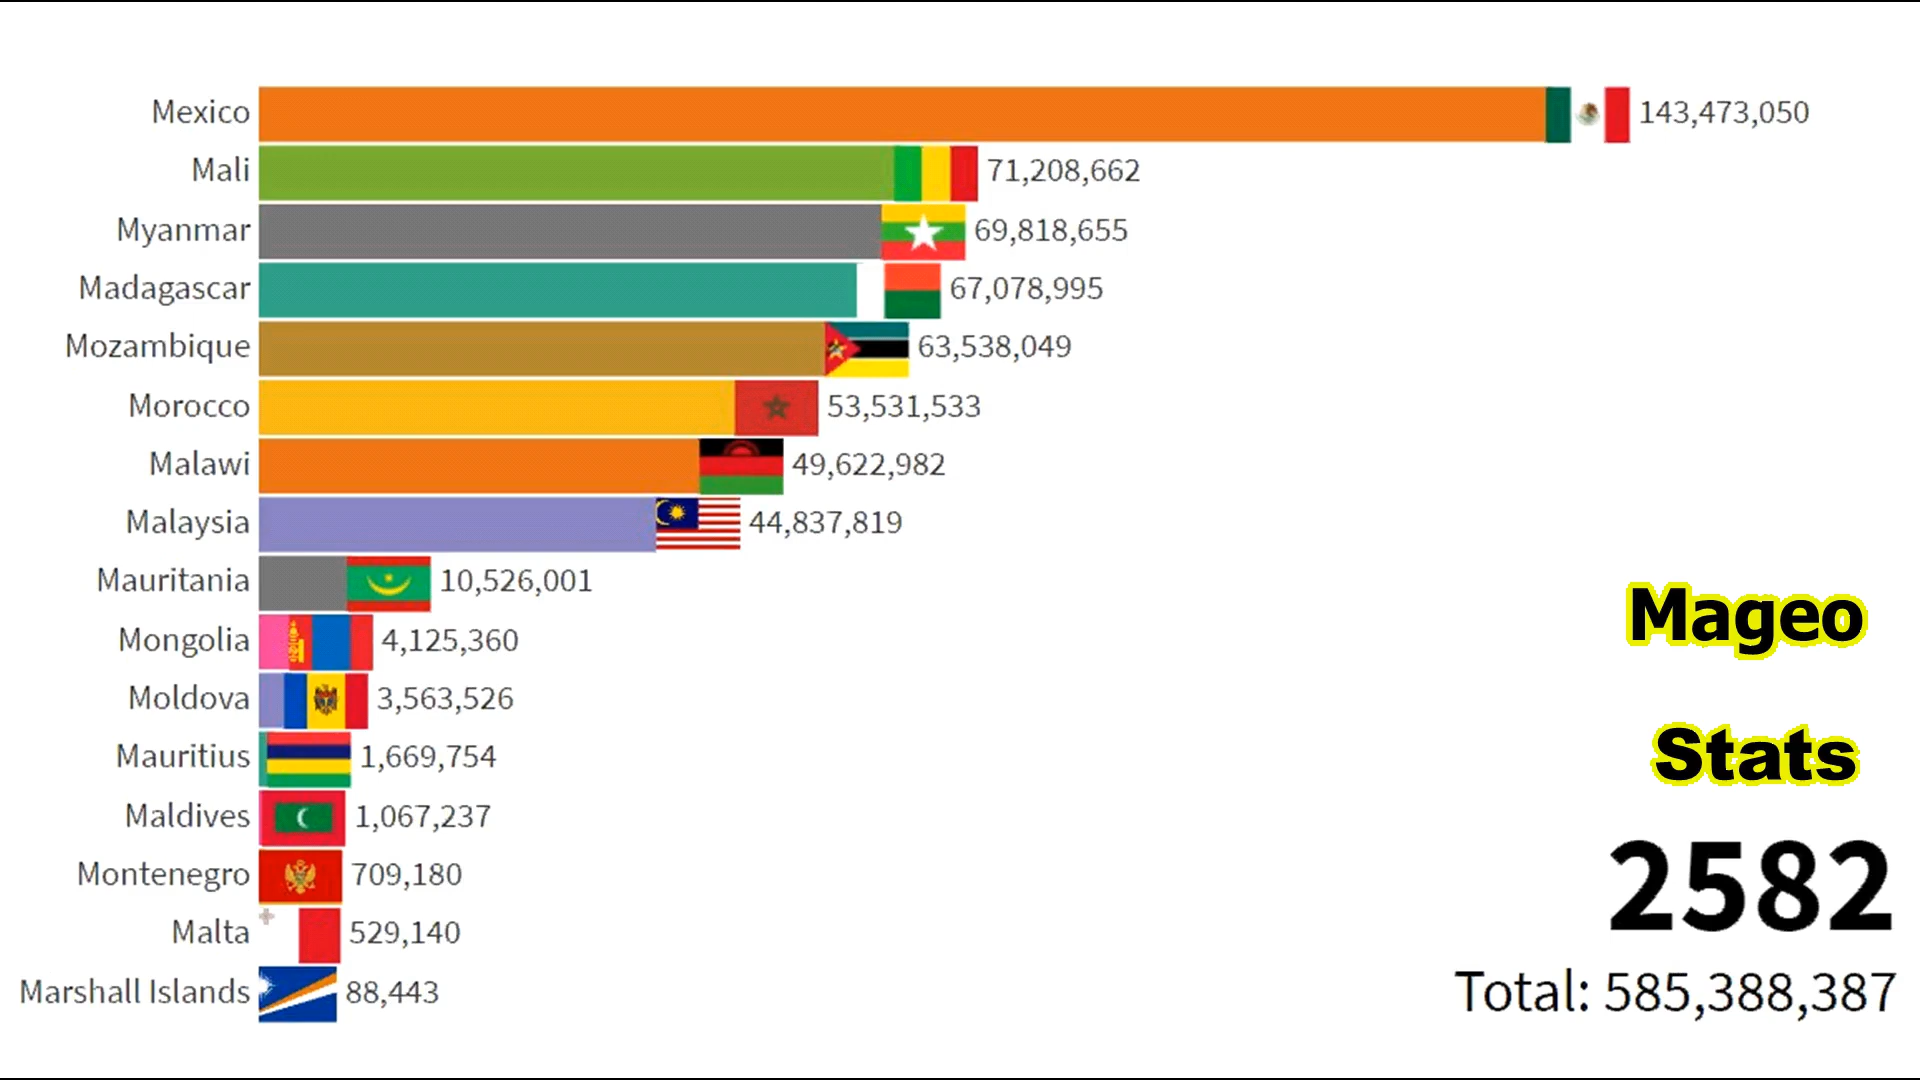 Mexico 143,473,050
Mali 71,208,662
Myanmar 69,818,655
Madagascar 67,078,995
Mozambique 63,538,049
Morocco 53,531,533
Malawi 49,622,982
Malaysia 44,837,819
Mauritania 10,526,001
Mongolia 4,125,360
Moldova 3,563,526
Mauritius 1,669,754
Maldives 1,067,237
Montenegro 709,180
Malta 529,140
Marshall Islands 88,443
Mageo
Stats
2582
Total: 585,388,387